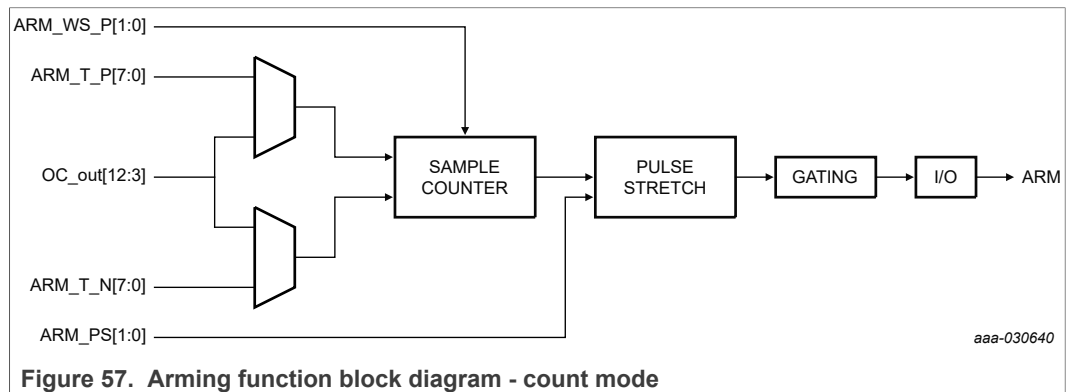 ARM_WS_P[1:0]
ARM_T_P[7:0]
OC_out[12:3]
ARM_T_N[7:0]
ARM_PS[1:0]
SAMPLE
COUNTER
PULSE
STRETCH
GATING
I/O
ARM
aaa-030640
Figure 57. Arming function block diagram - count mode